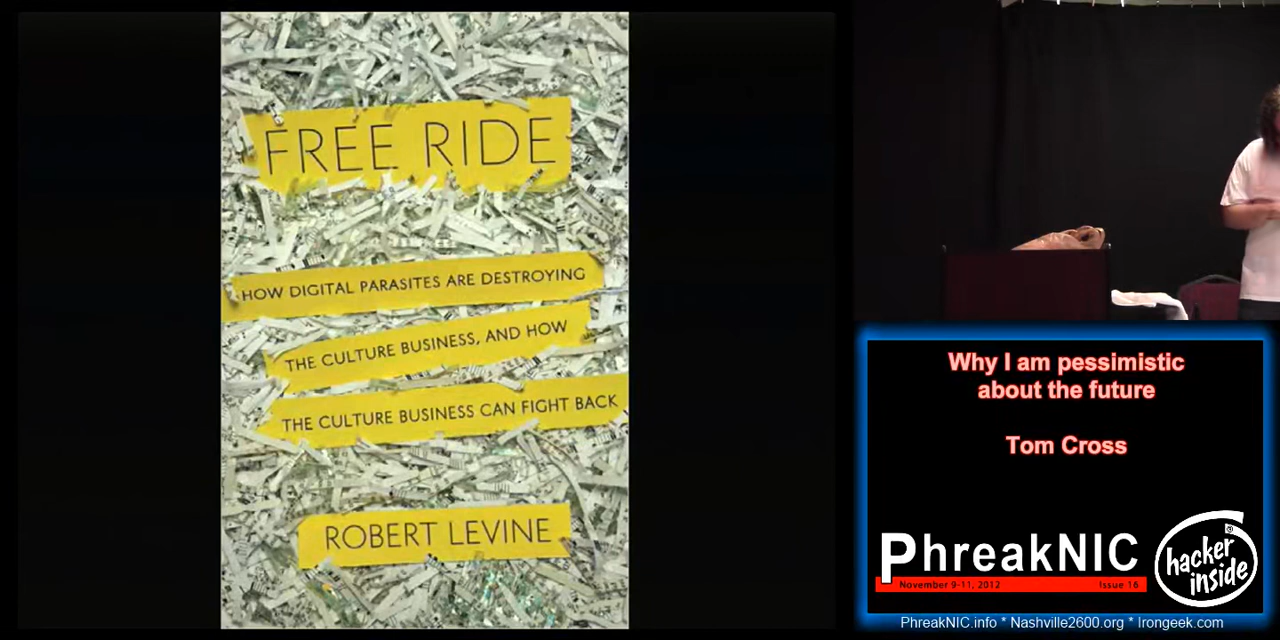 FREE RIDE
HOW DIGITAL PARASITES ARE DESTROYING
THE CULTURE BUSINESS, AND HOW
THE CULTURE BUSINESS CAN FIGHT BACK
ROBERT LEVINE
Why I am pessimistic
about the future
Tom Cross
PhreakNIC
November 9-11, 2012
Issue 16
hacker
inside
PhreakNIC.info * Nashville2600.org * Irongeek.com